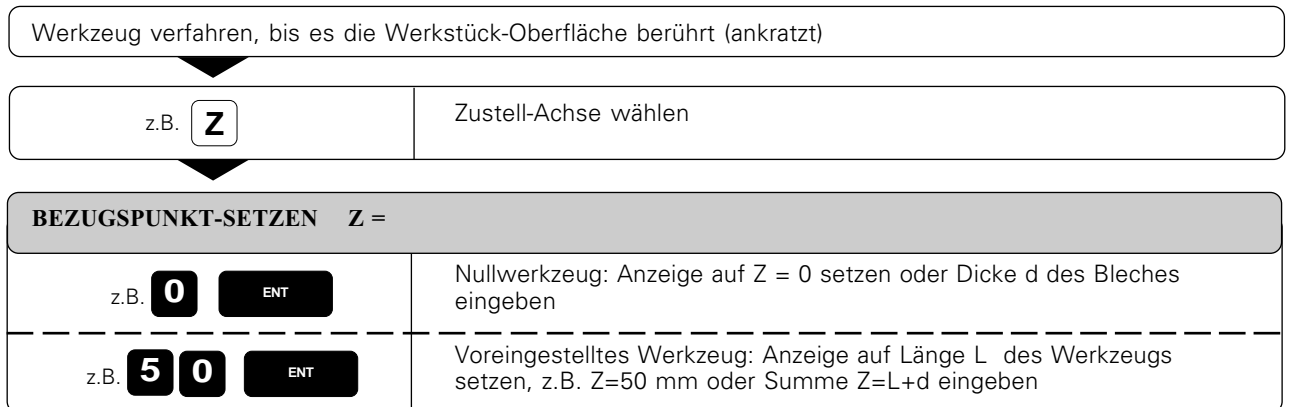 Werkzeug verfahren, bis es die Werkstück-Oberfläche berührt (ankratzt)
z.B. Z Zustell-Achse wählen
BEZUGSPUNKT-SETZEN Z =
z.B. 0 ENT
Nullwerkzeug: Anzeige auf Z = 0 setzen oder Dicke d des Bleches
eingeben
z.B. 5 0 ENT
Voreingestelltes Werkzeug: Anzeige auf Länge L des Werkzeugs
setzen, z.B. Z=50 mm oder Summe Z=L+d eingeben